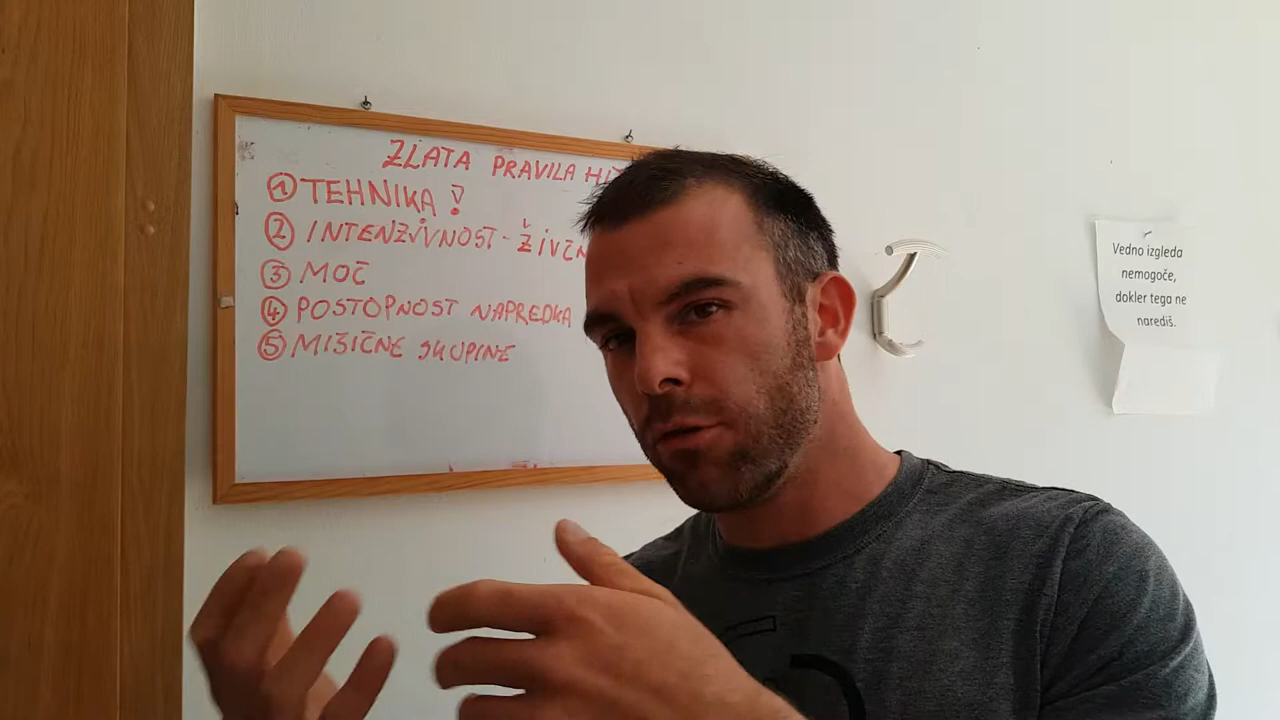 ZLATA PRAVILA
① TEHNIKA !
② INTENZIVNOST -
③ MOČ
④ POSTOPNOST NAPREDKA
⑤ MIŠIČNE SKUPINE
Vedno izgleda
nemogoče,
dokler tega ne
narediš.